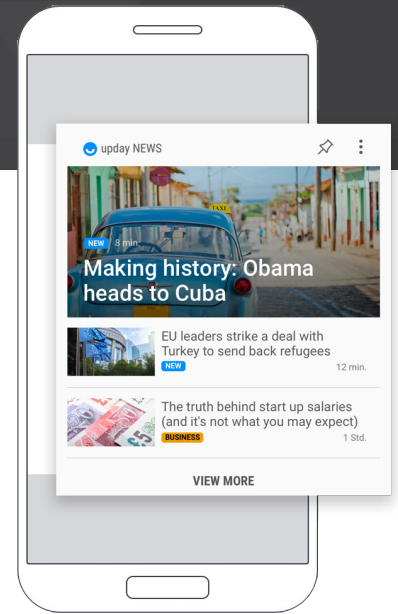 upday NEWS
TAXI
NEW 8 min.
Making history: Obama
heads to Cuba
EU leaders strike a deal with
Turkey to send back refugees
NEW
12 min.
The truth behind start up salaries
(and it's not what you may expect)
£5
BUSINESS
1 Std.
VIEW MORE